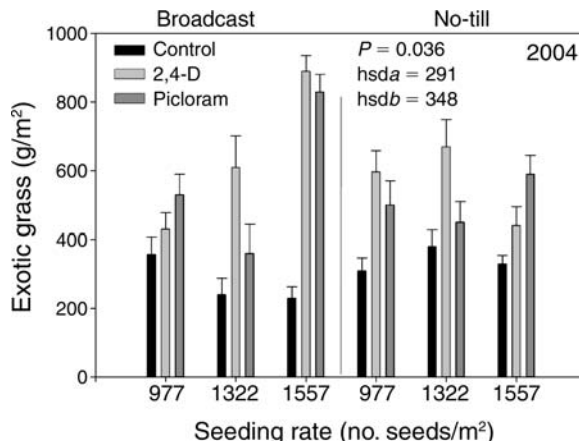 Broadcast
No-till
1000
800
600
400
200
0
Exotic grass (g/m²)
Control
2,4-D
Picloram
P = 0.036
hsda = 291
hsdb = 348
2004
977 1322 1557 977 1322 1557
Seeding rate (no. seeds/m²)